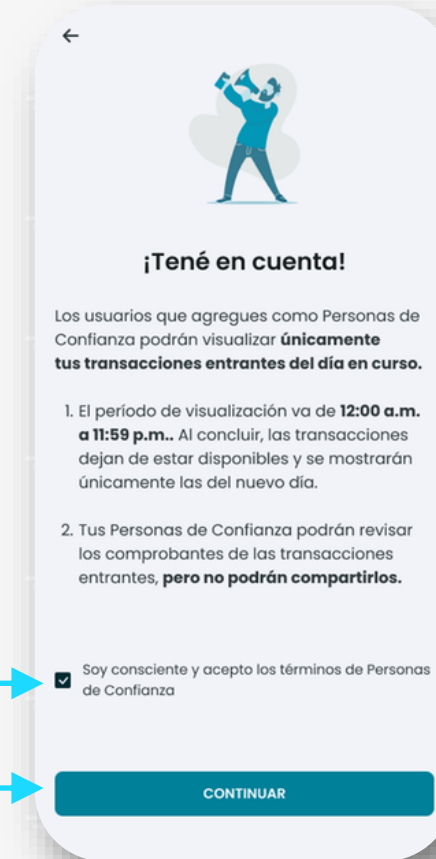 ¡Tené en cuenta!
Los usuarios que agregues como Personas de
Confianza podrán visualizar únicamente
tus transacciones entrantes del día en curso.
1. El período de visualización va de 12:00 a.m.
a 11:59 p.m.. Al concluir, las transacciones
dejan de estar disponibles y se mostrarán
únicamente las del nuevo día.
2. Tus Personas de Confianza podrán revisar
los comprobantes de las transacciones
entrantes, pero no podrán compartirlos.
Soy consciente y acepto los términos de Personas
de Confianza
CONTINUAR